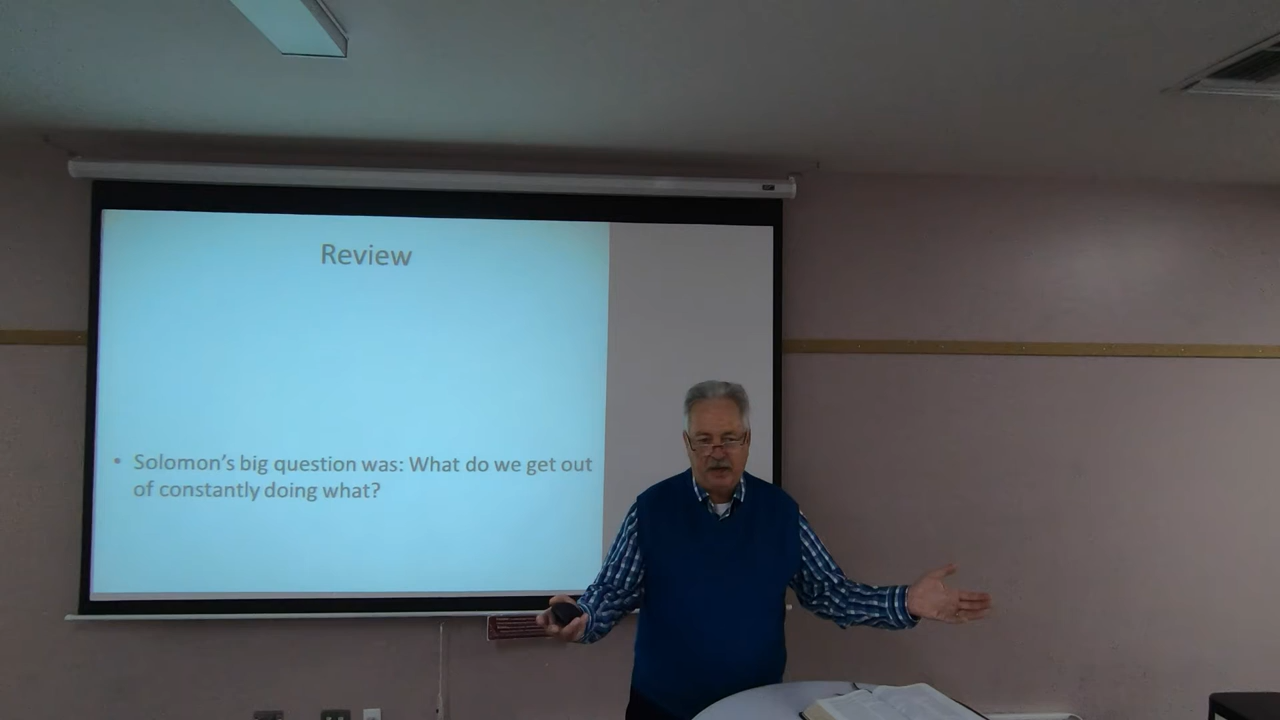 Review
• Solomon's big question was: What do we get out
of constantly doing what?